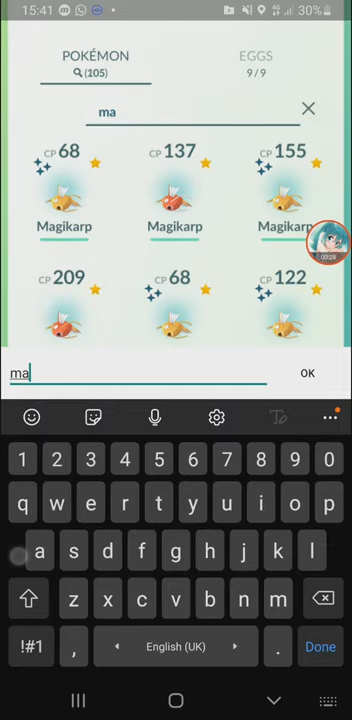 15:41
4G
30%
POKÉMON
EGGS
(105)
9/9
ma
CP 68
CP 137
CP 155
Magikarp
Magikarp
Magikarp
00:28
CP 209
CP 68
CP 122
ma
OK
1 2 3 4 5 6 7 8 9 0
q w e r t y u i o p
a s d f g h j k l
z x c v b n m
!#1 , English (UK) . Done